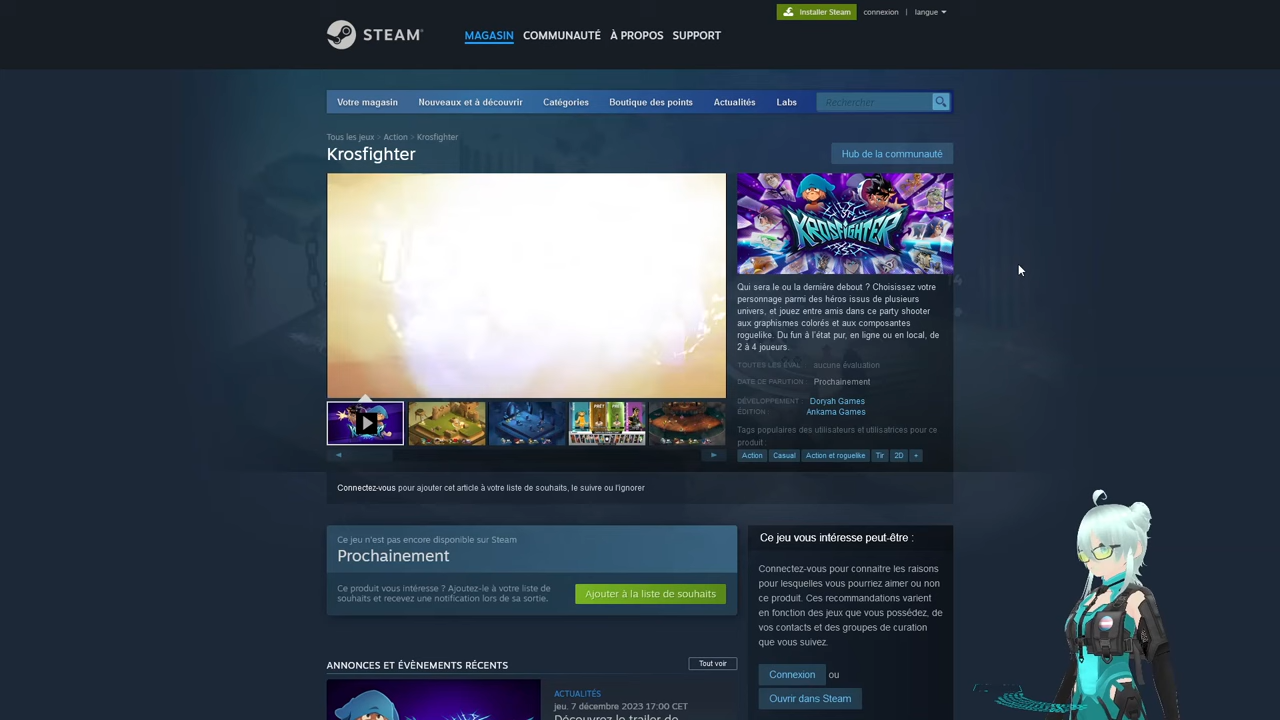 Installer Steam connexion | langue
STEAM
MAGASIN COMMUNAUTÉ À PROPOS SUPPORT
Votre magasin Nouveaux et à découvrir Catégories Boutique des points Actualités Labs Rechercher
Tous les jeux > Action > Krosfighter
Krosfighter
Hub de la communauté
KROSFIGHTER
Qui sera le ou la dernière debout ? Choisissez votre
personnage parmi des héros issus de plusieurs
univers, et jouez entre amis dans ce party shooter
aux graphismes colorés et aux composantes
roguelike. Du fun à l'état pur, en ligne ou en local, de
2 à 4 joueurs.
TOUTES LES ÉVAL. : aucune évaluation
DATE DE PARUTION : Prochainement
DÉVELOPPEMENT : Doryah Games
ÉDITION : Ankama Games
Tags populaires des utilisateurs et utilisatrices pour ce
produit :
Action Casual Action et roguelike Tir 2D +
Connectez-vous pour ajouter cet article à votre liste de souhaits, le suivre ou l'ignorer
Ce jeu n'est pas encore disponible sur Steam
Prochainement
Ce produit vous intéresse ? Ajoutez-le à votre liste de
souhaits et recevez une notification lors de sa sortie.
Ajouter à la liste de souhaits
Ce jeu vous intéresse peut-être :
Connectez-vous pour connaitre les raisons
pour lesquelles vous pourriez aimer ou non
ce produit. Ces recommandations varient
en fonction des jeux que vous possédez, de
vos contacts et des groupes de curation
que vous suivez.
Connexion ou
Ouvrir dans Steam
ANNONCES ET ÉVÈNEMENTS RÉCENTS Tout voir
ACTUALITÉS
jeu. 7 décembre 2023 17:00 CET
Découvrez le trailer de